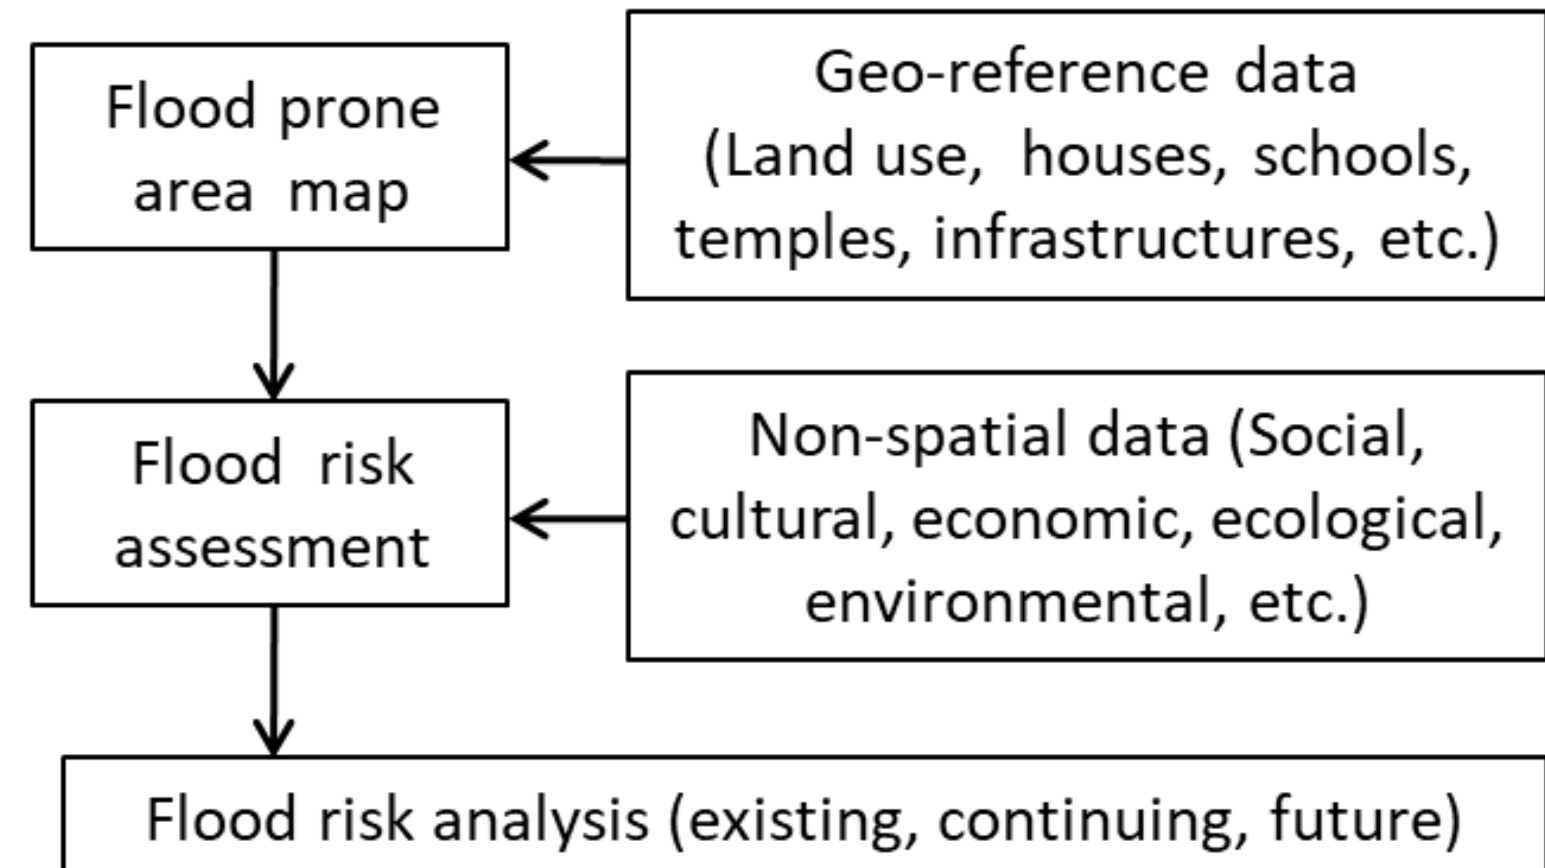 Flood prone
area map
Geo-reference data
(Land use, houses, schools,
temples, infrastructures, etc.)
Flood risk
assessment
Non-spatial data (Social,
cultural, economic, ecological,
environmental, etc.)
Flood risk analysis (existing, continuing, future)